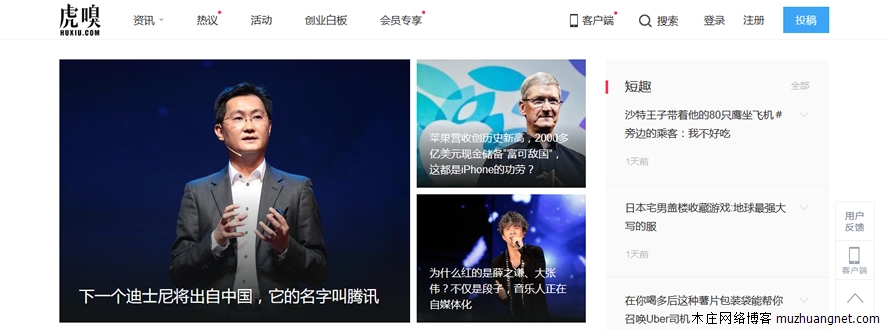 虎嗅
HUXIU.COM
资讯
热议
活动
创业白板
会员专享
客户端
搜索
登录
注册
投稿
下一个迪士尼将出自中国，它的名字叫腾讯
苹果营收创历史新高，2000多
亿美元现金储备"富可敌国"，
这都是iPhone的功劳？
为什么红的是薛之谦、大张
伟？不仅是段子，音乐人正在
自媒体化
短趣
全部
沙特王子带着他的80只鹰坐飞机 #
旁边的乘客：我不好吃
1天前
日本宅男盖楼收藏游戏:地球最强大
写的服
1天前
在你喝多后这种薯片包装袋能帮你
召唤Uber司机
用户
反馈
客户端
木庄网络博客 muzhuangnet.com